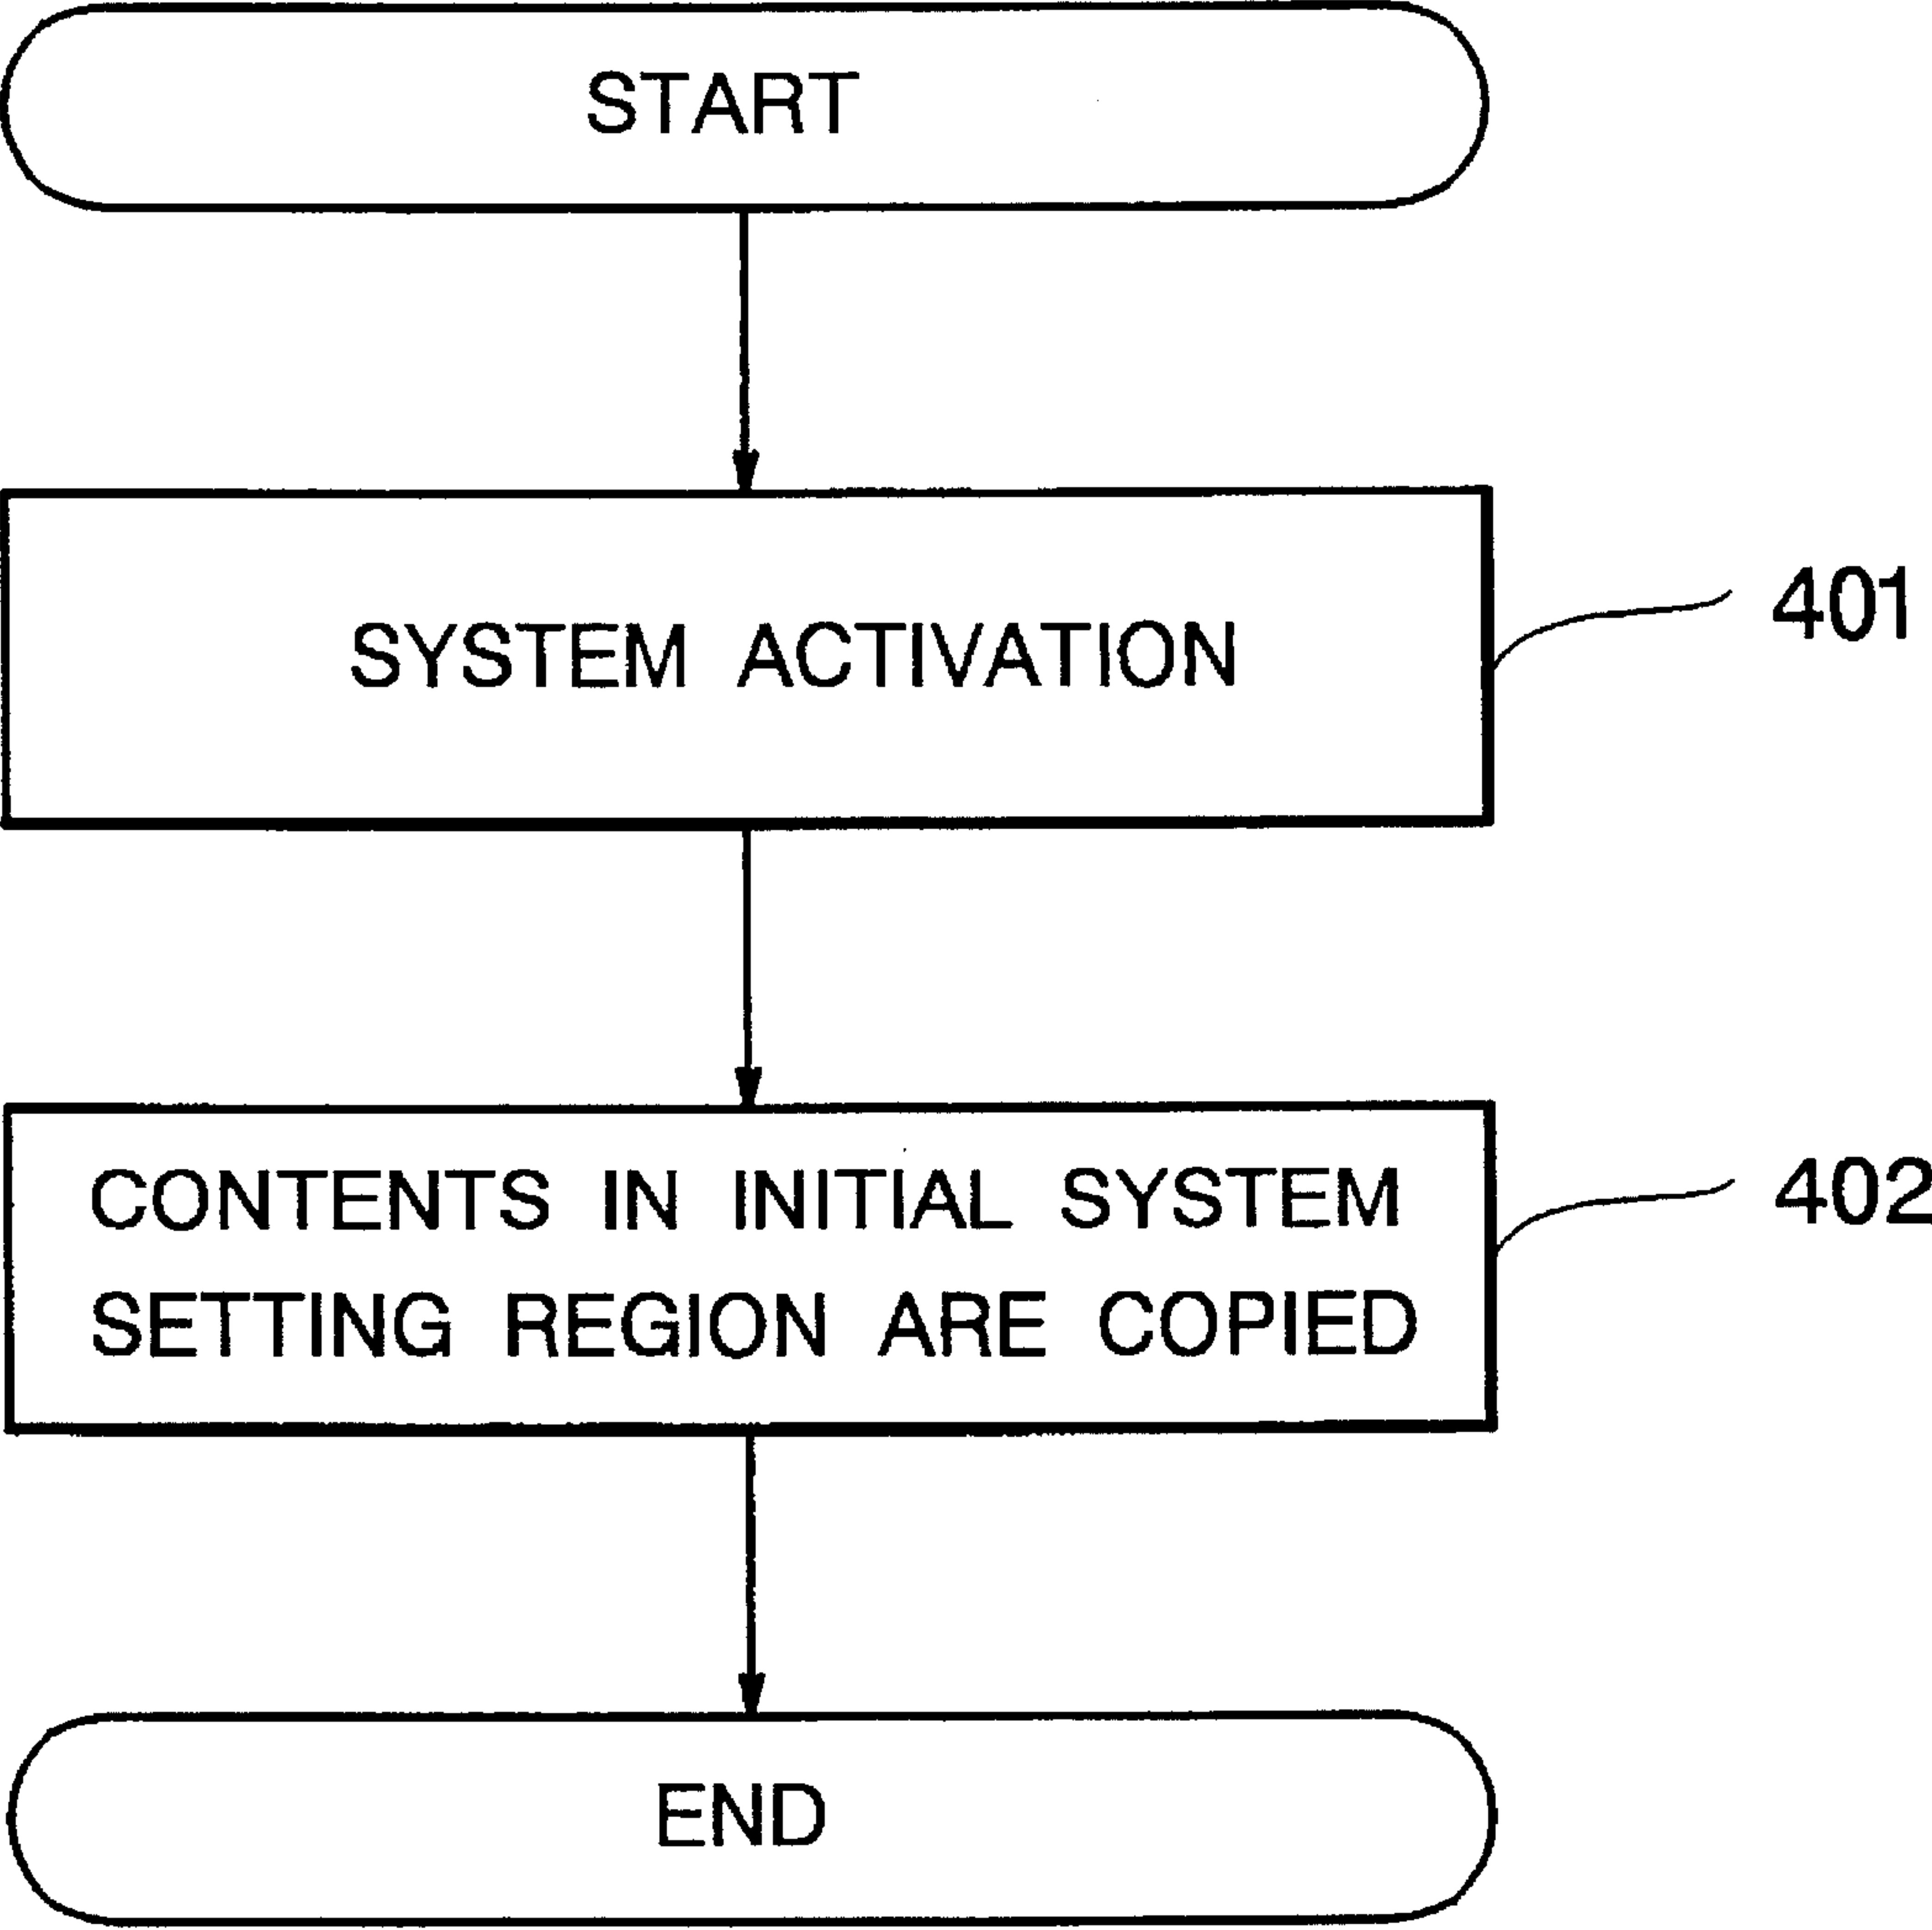 START
SYSTEM ACTIVATION
401
CONTENTS IN INITIAL SYSTEM
SETTING REGION ARE COPIED
402
END